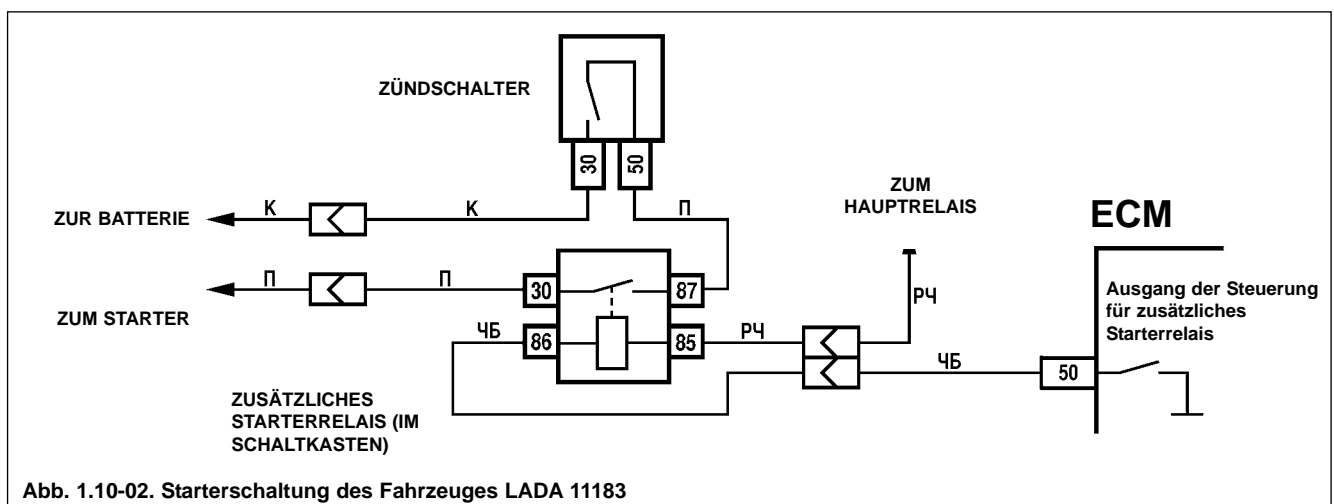 ZÜNDSCHALTER
30
50
ZUM
HAUPTRELAIS
ECM
ZUR BATTERIE
К
К
П
Ausgang der Steuerung
für zusätzliches
Starterrelais
П
П
30
87
РЧ
ZUM STARTER
ЧБ
86
85
РЧ
ЧБ
50
ZUSÄTZLICHES
STARTERRELAIS (IM
SCHALTKASTEN)
Abb. 1.10-02. Starterschaltung des Fahrzeuges LADA 11183